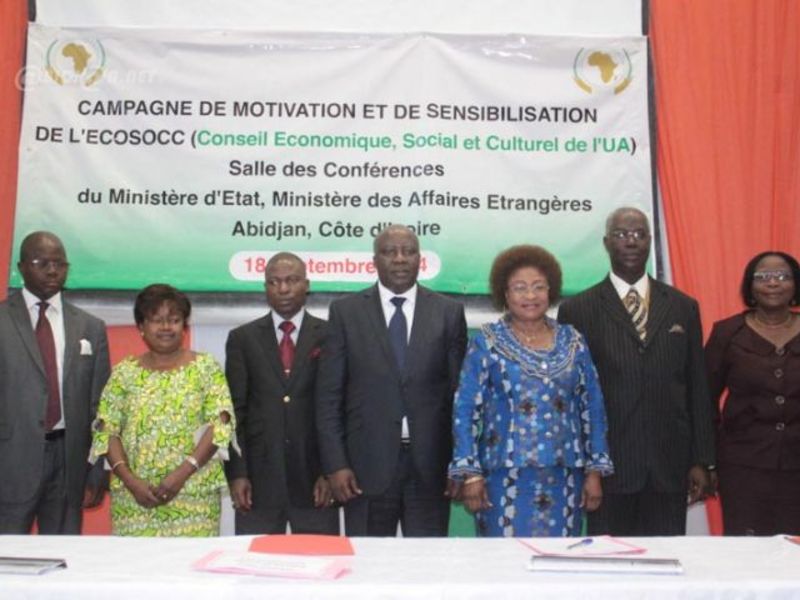 CAMPAGNE DE MOTIVATION ET DE SENSIBILISATION
DE L'ECOSOCC (Conseil Economique, Social et Culturel de l'UA)
Salle des Conférences
du Ministère d'Etat, Ministère des Affaires Etrangères
Abidjan, Côte
18